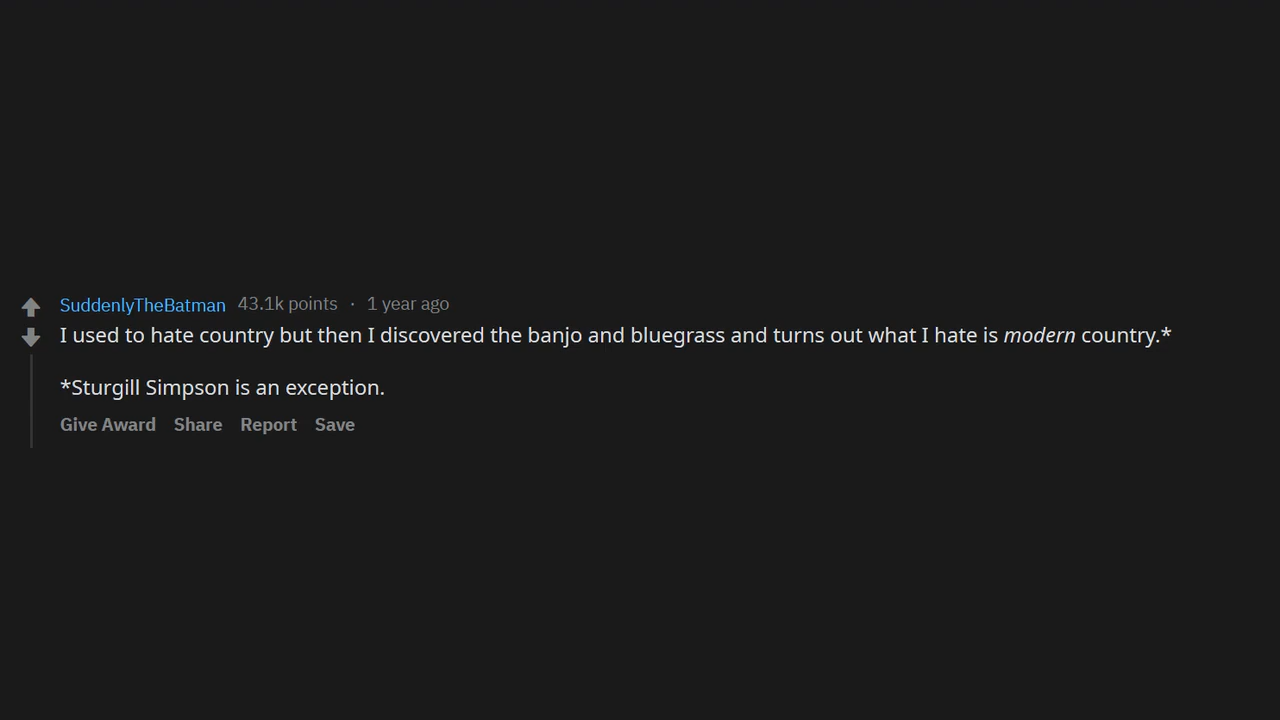 SuddenlyTheBatman 43.1k points · 1 year ago
I used to hate country but then I discovered the banjo and bluegrass and turns out what I hate is modern country.*
*Sturgill Simpson is an exception.
Give Award Share Report Save